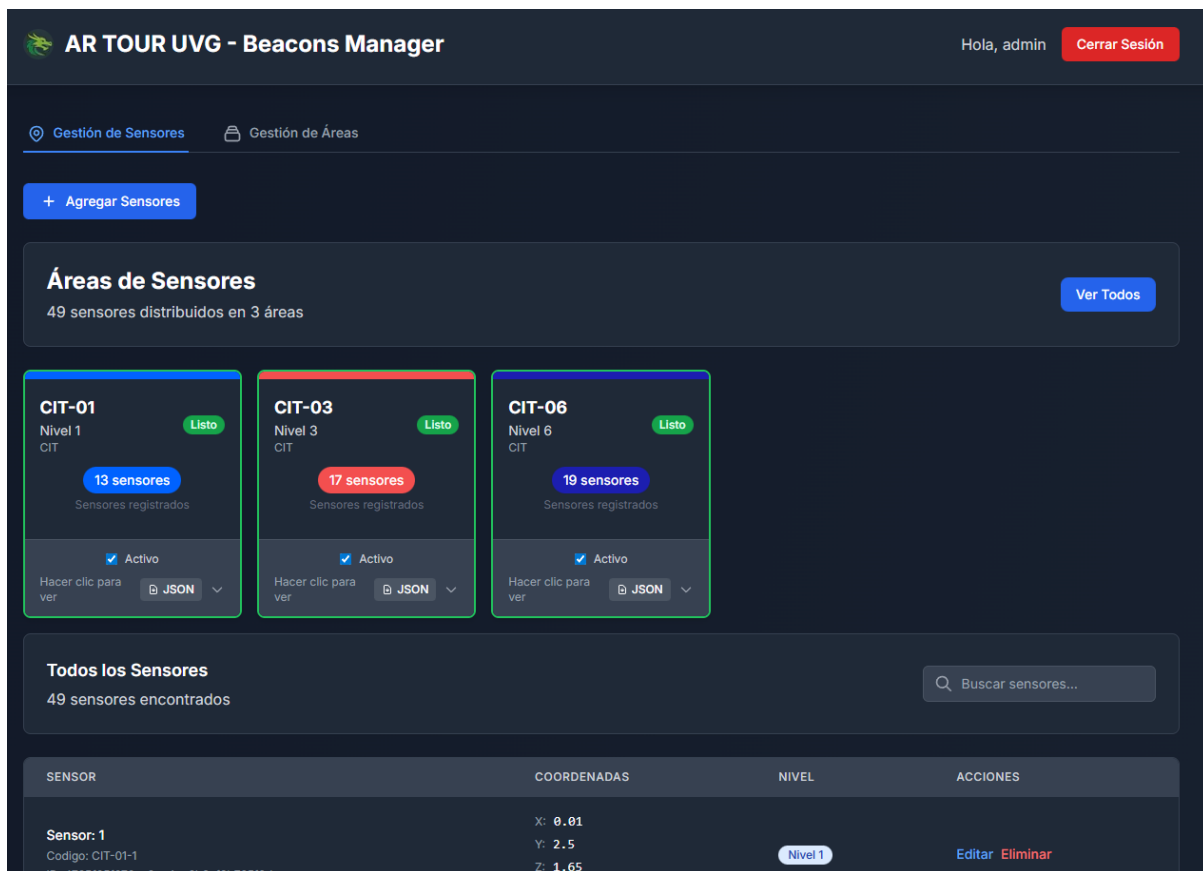 AR TOUR UVG - Beacons Manager
Hola, admin
Cerrar Sesión
Gestión de Sensores
Gestión de Áreas
+ Agregar Sensores
Áreas de Sensores
49 sensores distribuidos en 3 áreas
Ver Todos
CIT-01
Nivel 1
CIT
Listo
13 sensores
Sensores registrados
Activo
Hacer clic para
ver
JSON
CIT-03
Nivel 3
CIT
Listo
17 sensores
Sensores registrados
Activo
Hacer clic para
ver
JSON
CIT-06
Nivel 6
CIT
Listo
19 sensores
Sensores registrados
Activo
Hacer clic para
ver
JSON
Todos los Sensores
49 sensores encontrados
Buscar sensores...
SENSOR COORDENADAS NIVEL ACCIONES
Sensor: 1
Codigo: CIT-01-1
X: 0.01
Y: 2.5
Z: 1.65
Nivel 1
Editar Eliminar